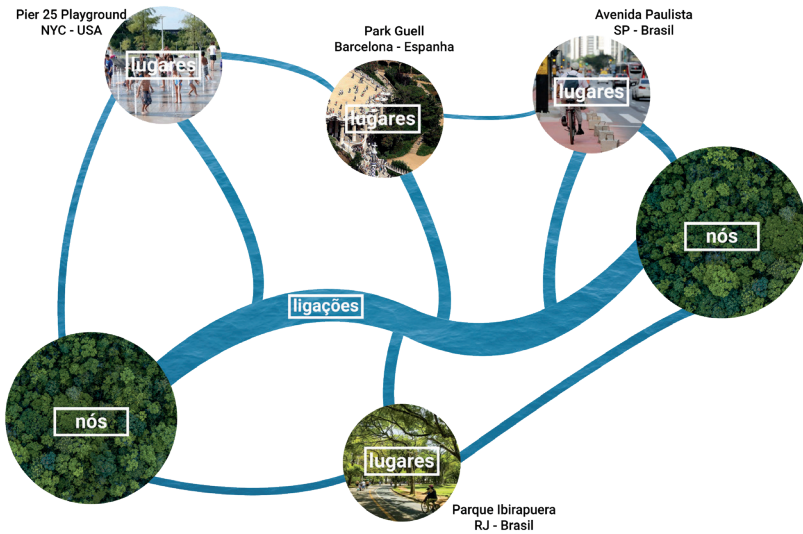 Pier 25 Playground
NYC - USA
lugares
Park Guell
Barcelona - Espanha
lugares
Avenida Paulista
SP - Brasil
lugares
nós
ligações
nós
lugares
Parque Ibirapuera
RJ - Brasil